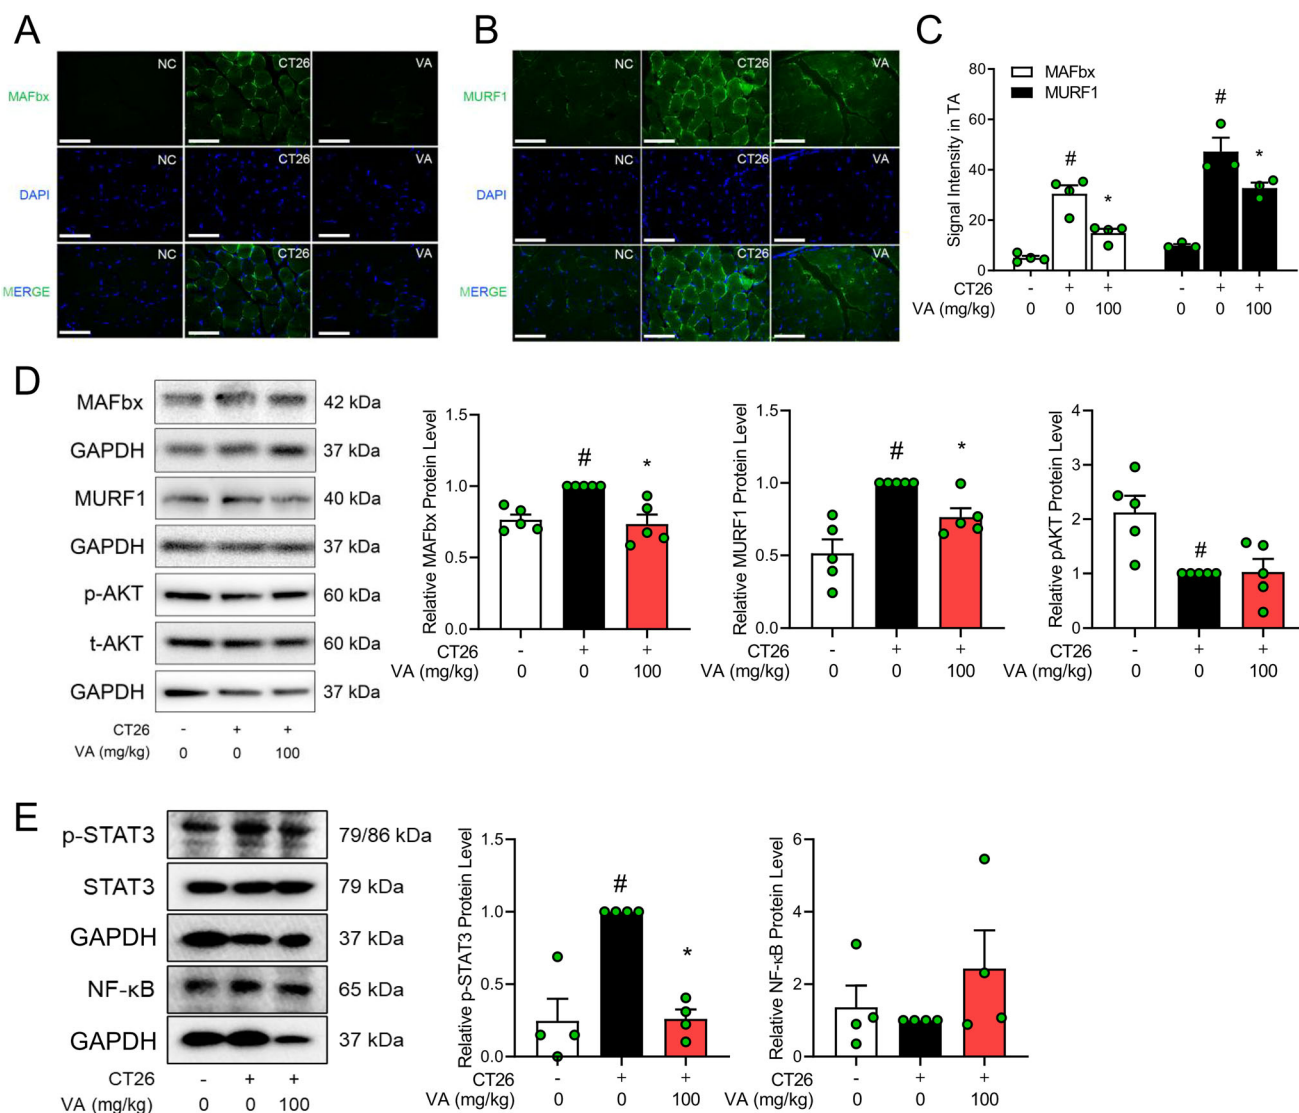 A
NC CT26 VA
MAFbx
NC CT26 VA
DAPI
NC CT26 VA
MERGE
B
NC CT26 VA
MURF1
NC CT26 VA
DAPI
NC CT26 VA
MERGE
C
MAFbx
MURF1
Signal Intensity in TA
80
60
40
20
0
# * # *
CT26 - + + - + +
VA (mg/kg) 0 0 100 0 0 100
D
MAFbx 42 kDa
GAPDH 37 kDa
MURF1 40 kDa
GAPDH 37 kDa
p-AKT 60 kDa
t-AKT 60 kDa
GAPDH 37 kDa
CT26 - + +
VA (mg/kg) 0 0 100
Relative MAFbx Protein Level
1.5
1.0
0.5
0.0
# *
CT26 - + +
VA (mg/kg) 0 0 100
Relative MURF1 Protein Level
1.5
1.0
0.5
0.0
# *
CT26 - + +
VA (mg/kg) 0 0 100
Relative pAKT Protein Level
4
3
2
1
0
#
CT26 - + +
VA (mg/kg) 0 0 100
E
p-STAT3 79/86 kDa
STAT3 79 kDa
GAPDH 37 kDa
NF-κB 65 kDa
GAPDH 37 kDa
CT26 - + +
VA (mg/kg) 0 0 100
Relative p-STAT3 Protein Level
1.5
1.0
0.5
0.0
# *
CT26 - + +
VA (mg/kg) 0 0 100
Relative NF-κB Protein Level
6
4
2
0
CT26 - + +
VA (mg/kg) 0 0 100